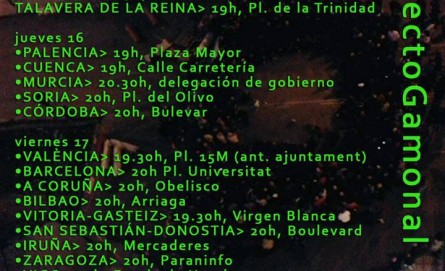 TALAVERA DE LA REINA> 19h, Pl. de la Trinidad
jueves 16
•PALENCIA> 19h, Plaza Mayor
•CUENCA> 19h, Calle Carretería
•MURCIA> 20.30h, delegación de gobierno
•SORIA> 20h, Pl. del Olivo
•CÓRDOBA> 20h, Bulevar
viernes 17
•VALÈNCIA> 19.30h, Pl. 15M (ant. ajuntament)
•BARCELONA> 20h Pl. Universitat
•A CORUÑA> 20h, Obelisco
•BILBAO> 20h, Arriaga
•VITORIA-GASTEIZ> 19.30h, Virgen Blanca
•SAN SEBASTIÁN-DONOSTIA> 20h, Boulevard
•IRUÑA> 20h, Mercaderes
•ZARAGOZA> 20h, Paraninfo
ectoGamonal